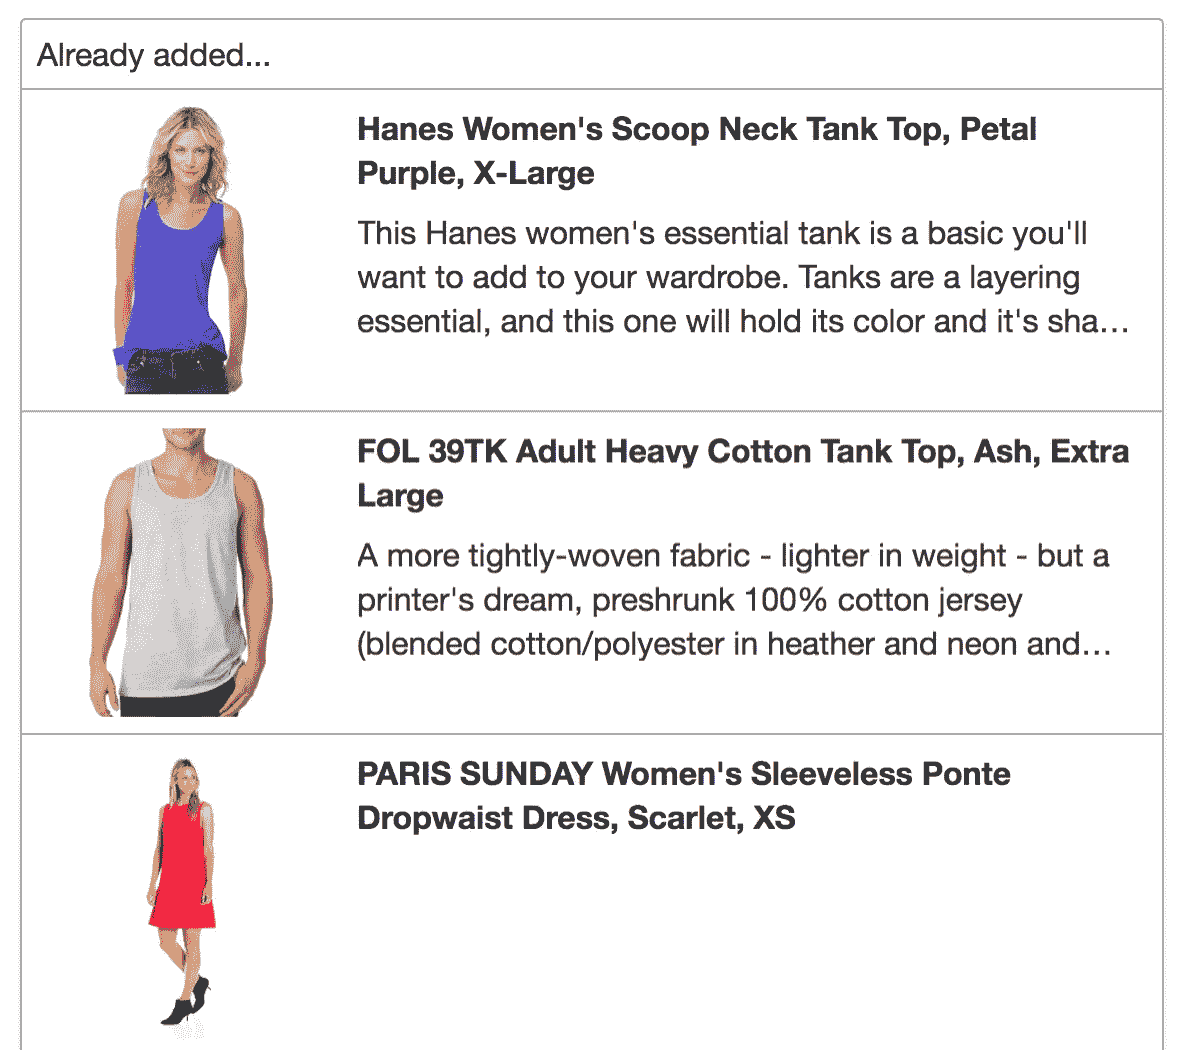 Already added...
Hanes Women's Scoop Neck Tank Top, Petal
Purple, X-Large
This Hanes women's essential tank is a basic you'll
want to add to your wardrobe. Tanks are a layering
essential, and this one will hold its color and it's sha...
FOL 39TK Adult Heavy Cotton Tank Top, Ash, Extra
Large
A more tightly-woven fabric - lighter in weight - but a
printer's dream, preshrunk 100% cotton jersey
(blended cotton/polyester in heather and neon and...
PARIS SUNDAY Women's Sleeveless Ponte
Dropwaist Dress, Scarlet, XS